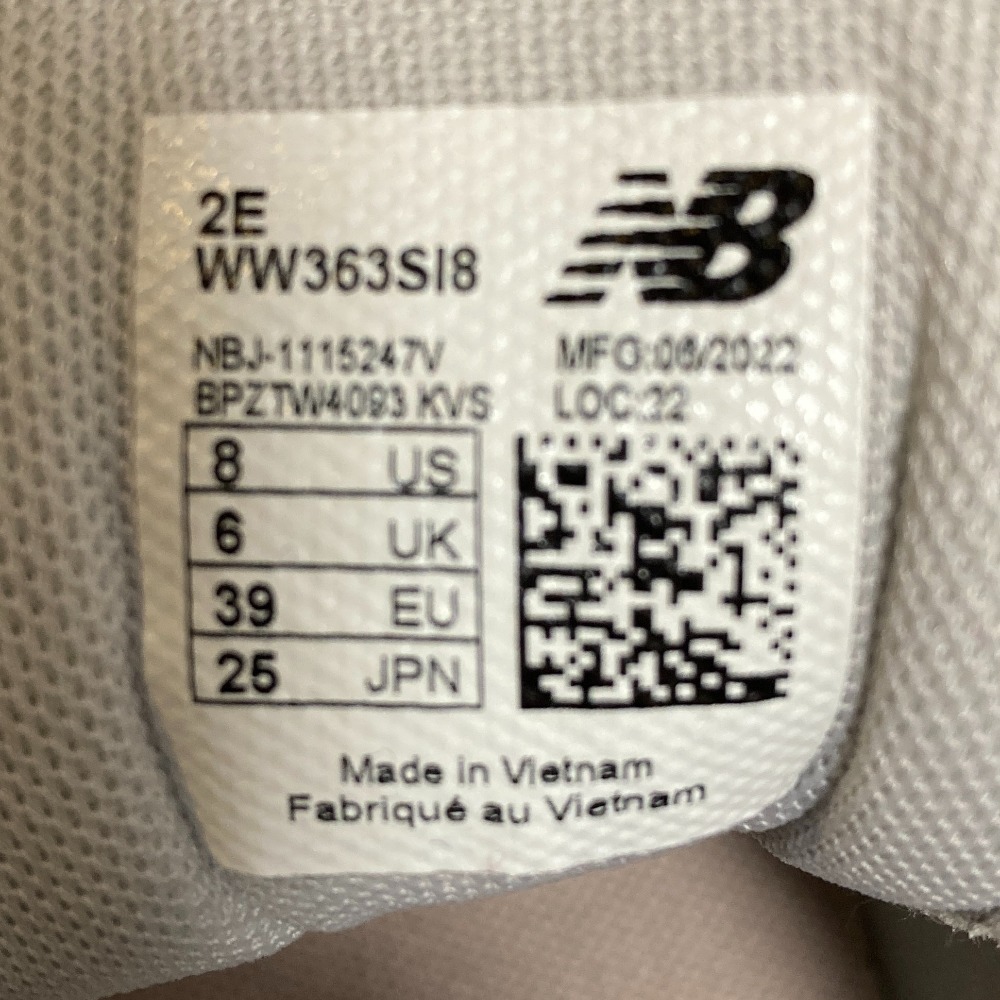 2E
WW363SI8
NB
NBJ-1115247V
BPZTW4093 KVS
MFG:06/2022
LOC:22
8 US
6 UK
39 EU
25 JPN
Made in Vietnam
Fabriqué au Vietnam